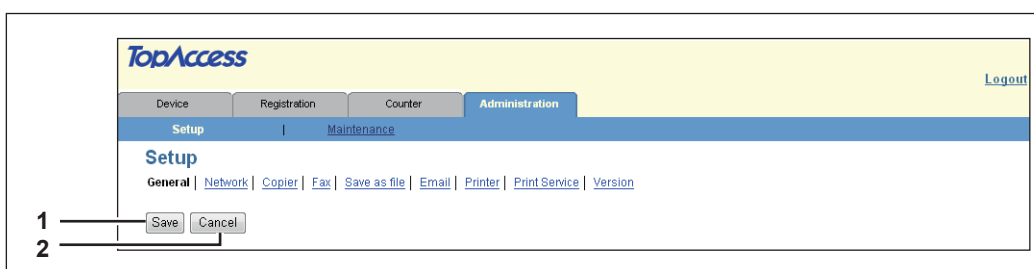 TopAccess
Logout
Device Registration Counter Administration
Setup | Maintenance
Setup
General | Network | Copier | Fax | Save as file | Email | Printer | Print Service | Version
1 Save Cancel
2